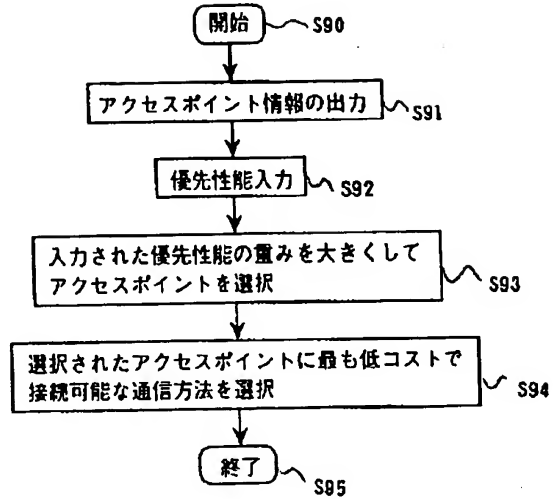 開始
S90
アクセスポイント情報の出力
S91
優先性能入力
S92
入力された優先性能の重みを大きくして
アクセスポイントを選択
S93
選択されたアクセスポイントに最も低コストで
接続可能な通信方法を選択
S94
終了
S95